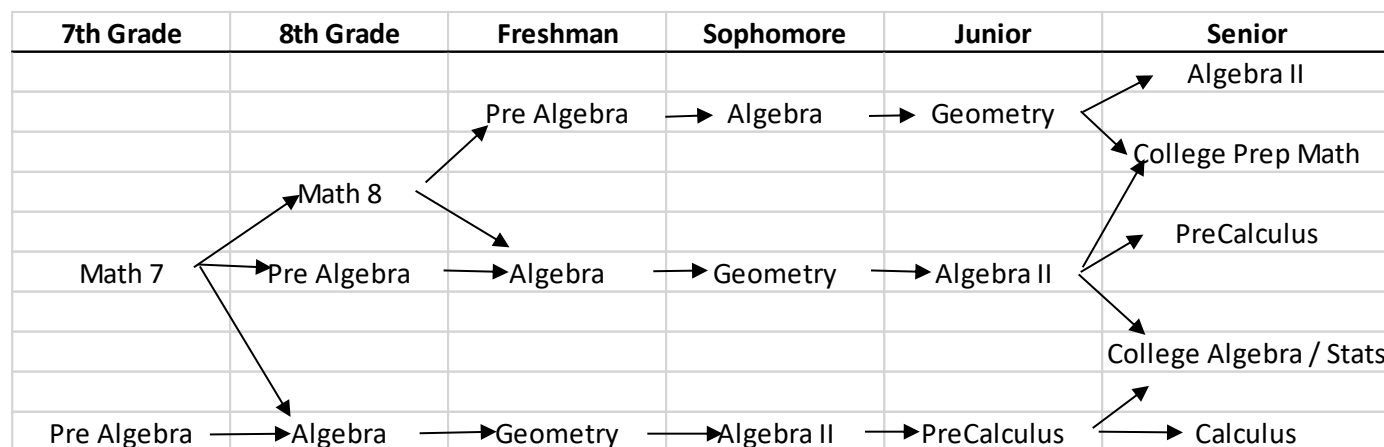 7th Grade 8th Grade Freshman Sophomore Junior Senior
Algebra II
Pre Algebra Algebra Geometry
College Prep Math
Math 8
PreCalculus
Math 7 Pre Algebra Algebra Geometry Algebra II
College Algebra / Stats
Pre Algebra Algebra Geometry Algebra II PreCalculus Calculus